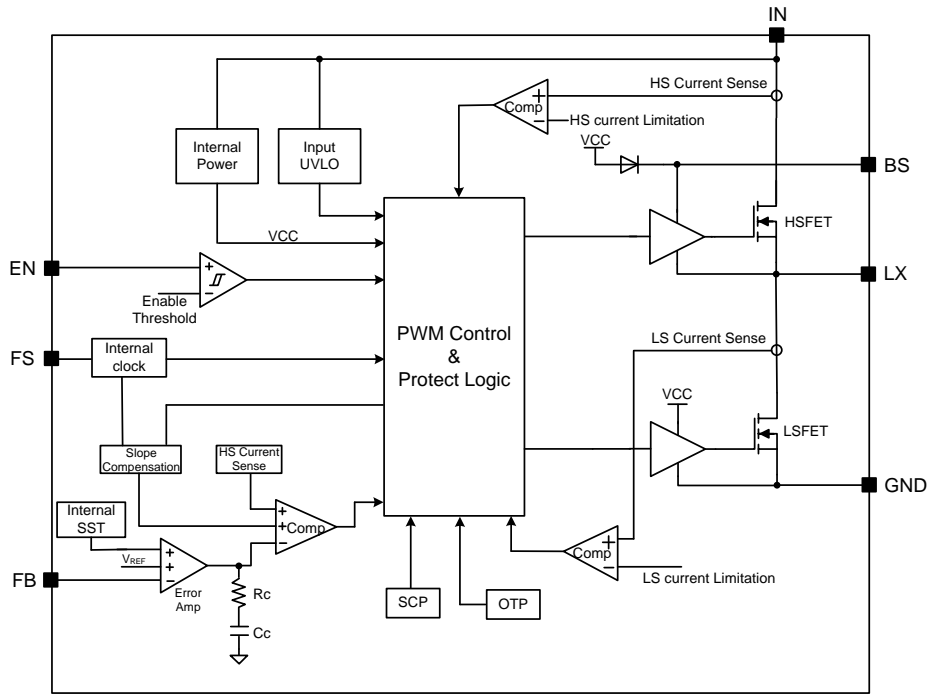 IN
HS Current Sense
Comp
HS current Limitation
VCC
BS
Internal
Power
Input
UVLO
HSFET
VCC
EN
LX
Enable
Threshold
PWM Control
&
Protect Logic
FS
Internal
clock
LS Current Sense
VCC
LSFET
Slope
Compensation
HS Current
Sense
GND
Internal
SST
Comp
Comp
VREF
FB
Error
Amp
Rc
Cc
SCP
OTP
LS current Limitation